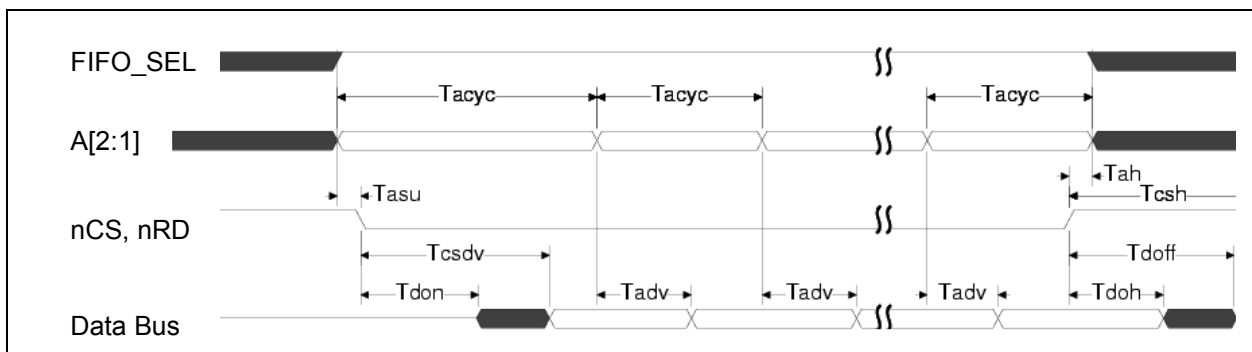 FIFO_SEL
Tacyc Tacyc Tacyc
A[2:1]
Tah
Tasu Tcsh
nCS, nRD
Tcsdv Tdoff
Tdon Tadv Tadv Tadv Tdoh
Data Bus